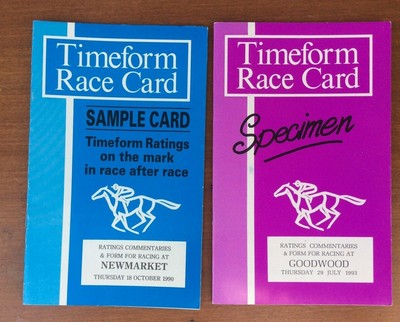 Timeform
Race Card
SAMPLE CARD
Timeform Ratings
on the mark
in race after race
RATINGS COMMENTARIES
& FORM FOR RACING AT
NEWMARKET
THURSDAY 18 OCTOBER 1990
Timeform
Race Card
Specimen
RATINGS COMMENTARIES
& FORM FOR RACING AT
GOODWOOD
THURSDAY 29 JULY 1993